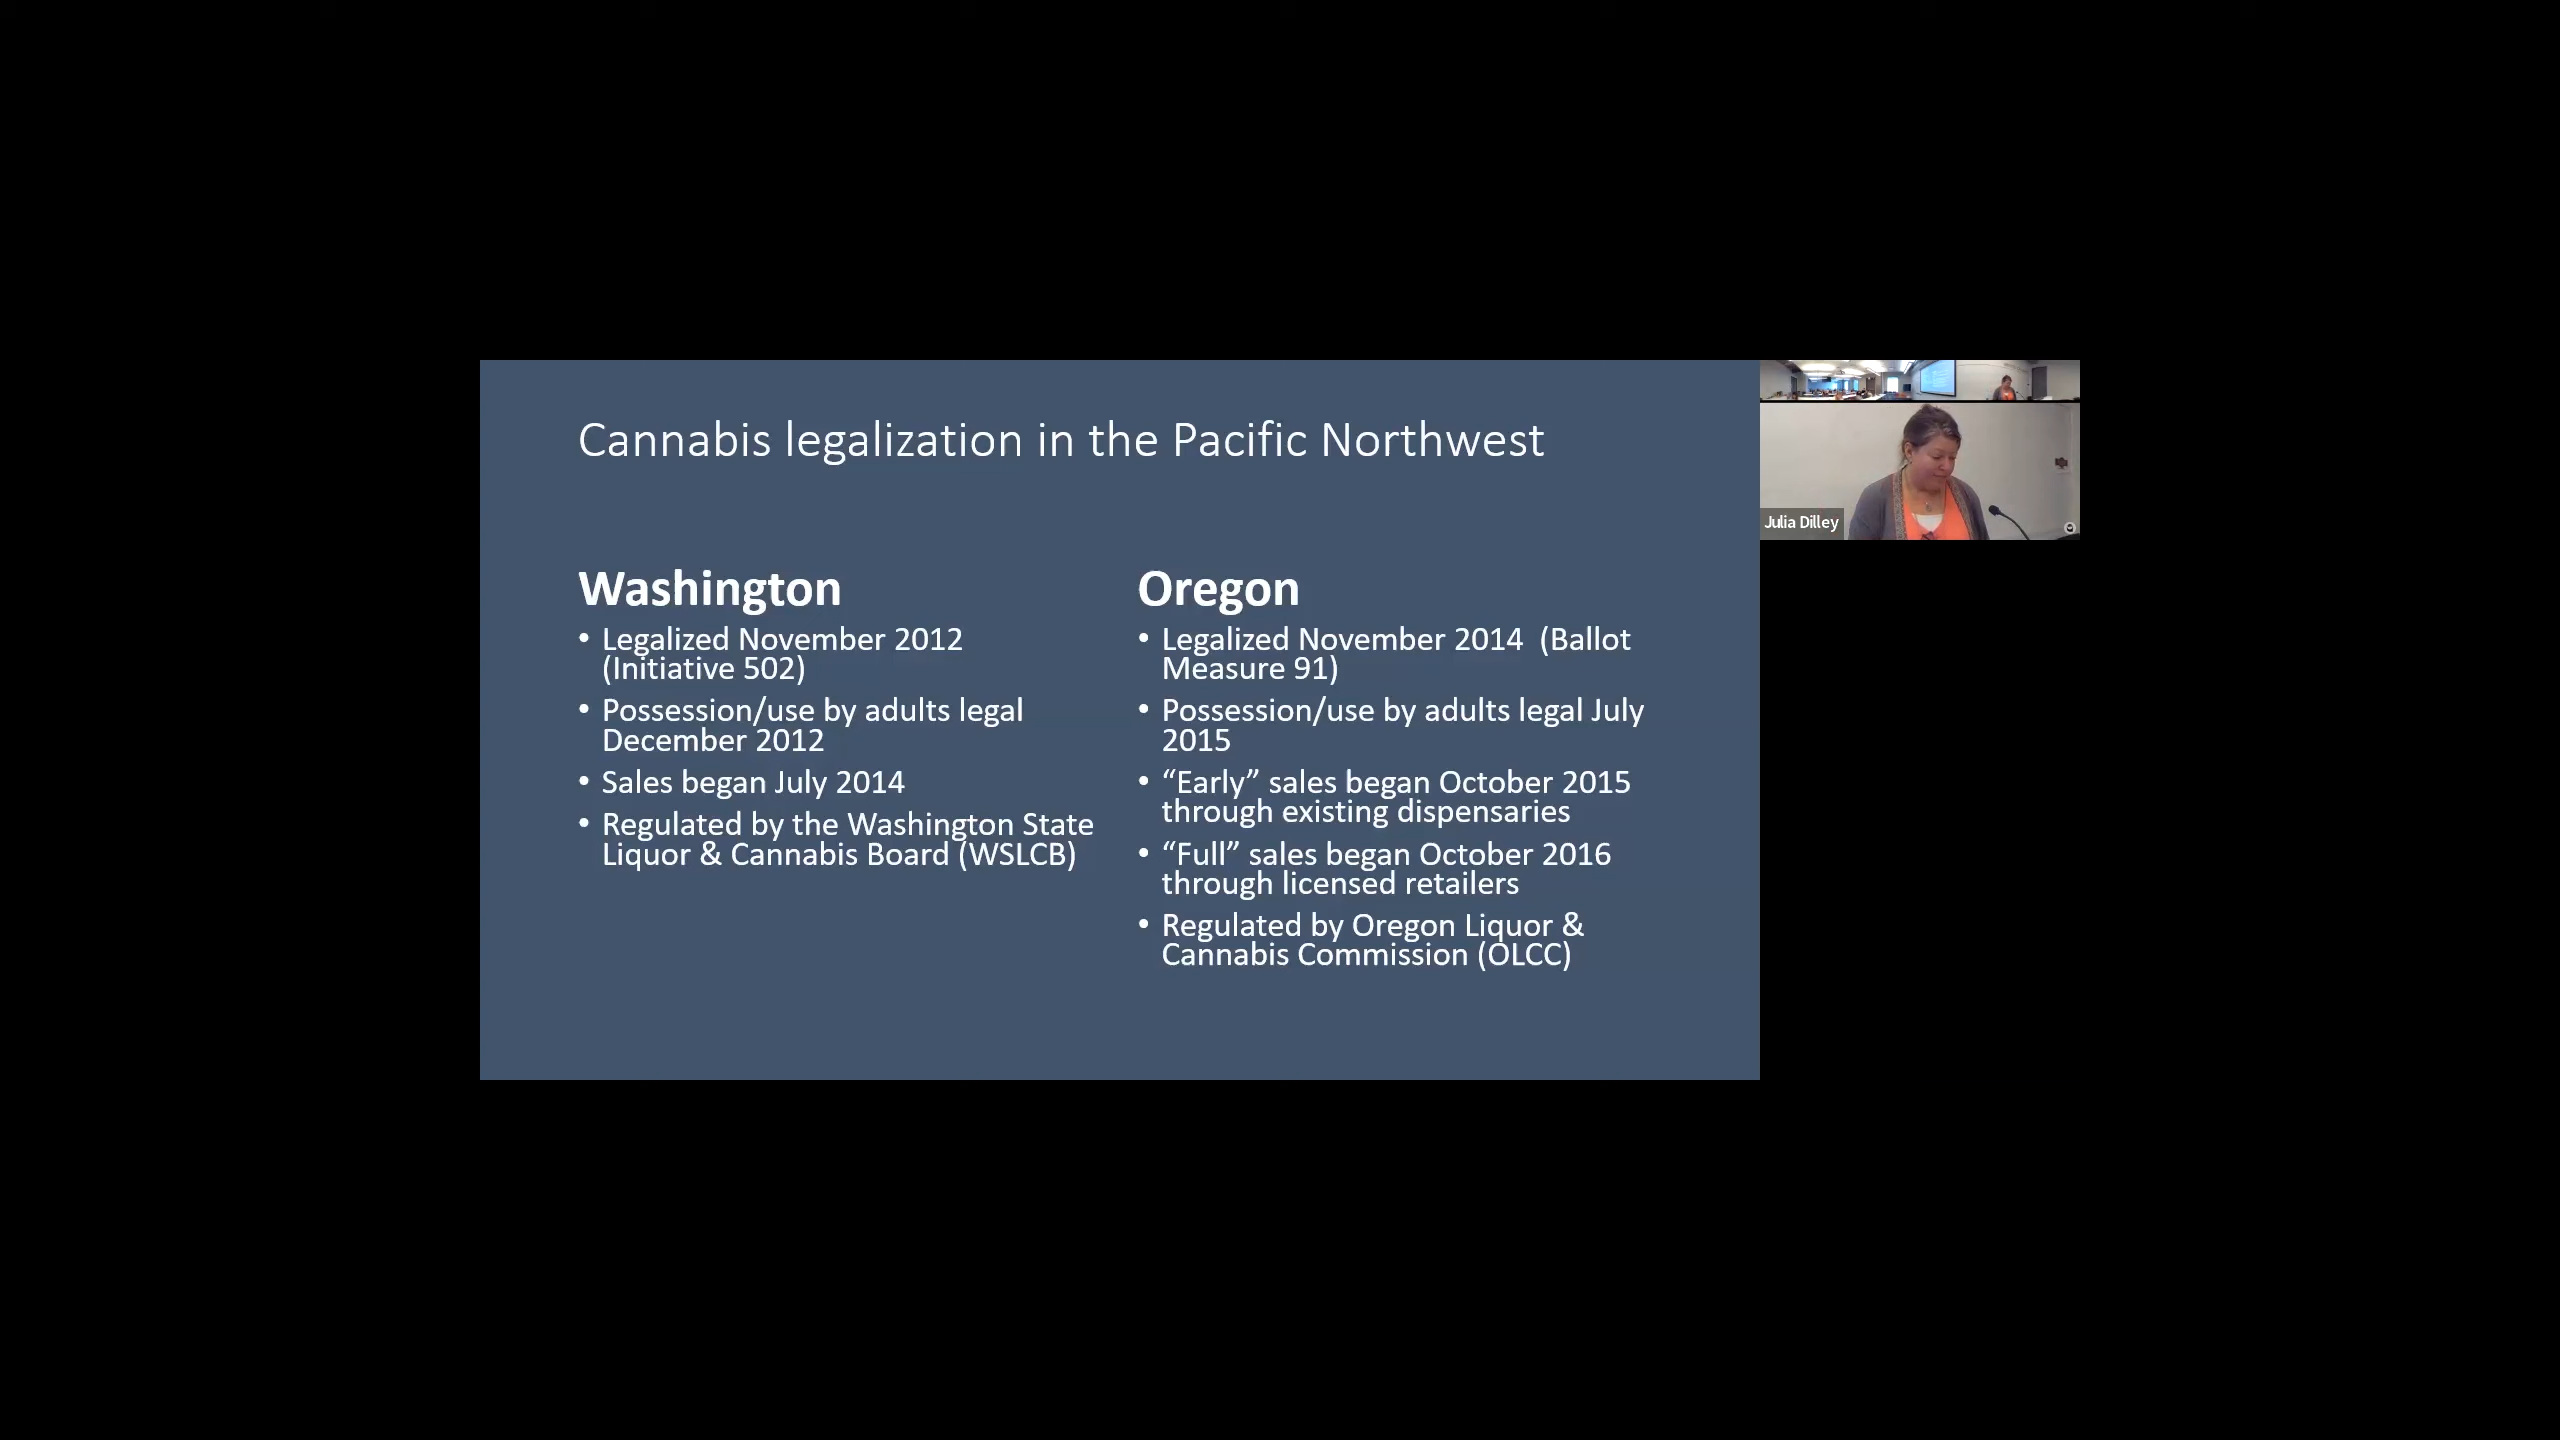 Cannabis legalization in the Pacific Northwest
Washington
• Legalized November 2012
(Initiative 502)
• Possession/use by adults legal
December 2012
• Sales began July 2014
• Regulated by the Washington State
Liquor & Cannabis Board (WSLCB)
Oregon
• Legalized November 2014  (Ballot
Measure 91)
• Possession/use by adults legal July
2015
• “Early” sales began October 2015
through existing dispensaries
• “Full” sales began October 2016
through licensed retailers
• Regulated by Oregon Liquor &
Cannabis Commission (OLCC)
Julia Dilley